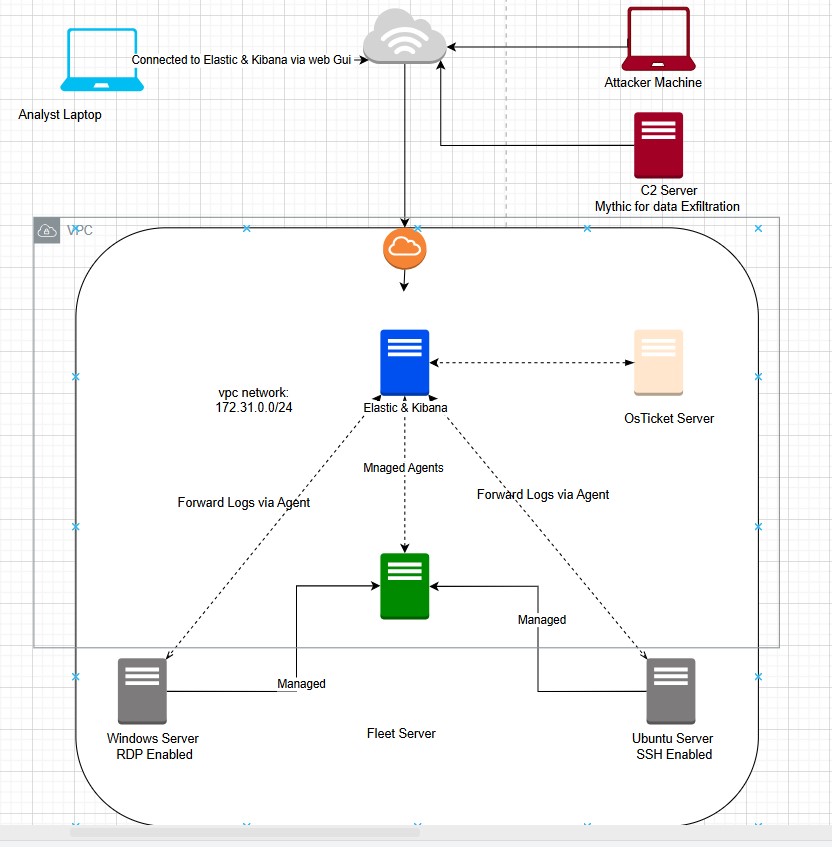 Connected to Elastic & Kibana via web Gui
Attacker Machine
Analyst Laptop
C2 Server
Mythic for data Exfiltration
VPC
vpc network:
172.31.0.0/24
Elastic & Kibana
OsTicket Server
Mnaged Agents
Forward Logs via Agent
Forward Logs via Agent
Managed
Managed
Fleet Server
Windows Server
RDP Enabled
Ubuntu Server
SSH Enabled